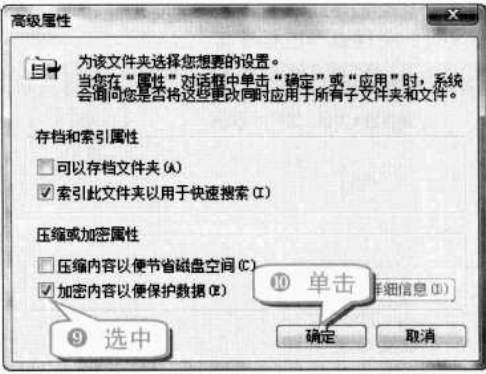 高级属性
为该文件夹选择您想要的设置。
当您在“属性”对话框中单击“确定”或“应用”时，系统
会询问您是否将这些更改同时应用于所有子文件夹和文件。
存档和索引属性
可以存档文件夹(A)
索引此文件夹以用于快速搜索(I)
压缩或加密属性
压缩内容以便节省磁盘空间(C)
加密内容以便保护数据(E)
❿ 单击
详细信息(D)
❾ 选中
确定
取消